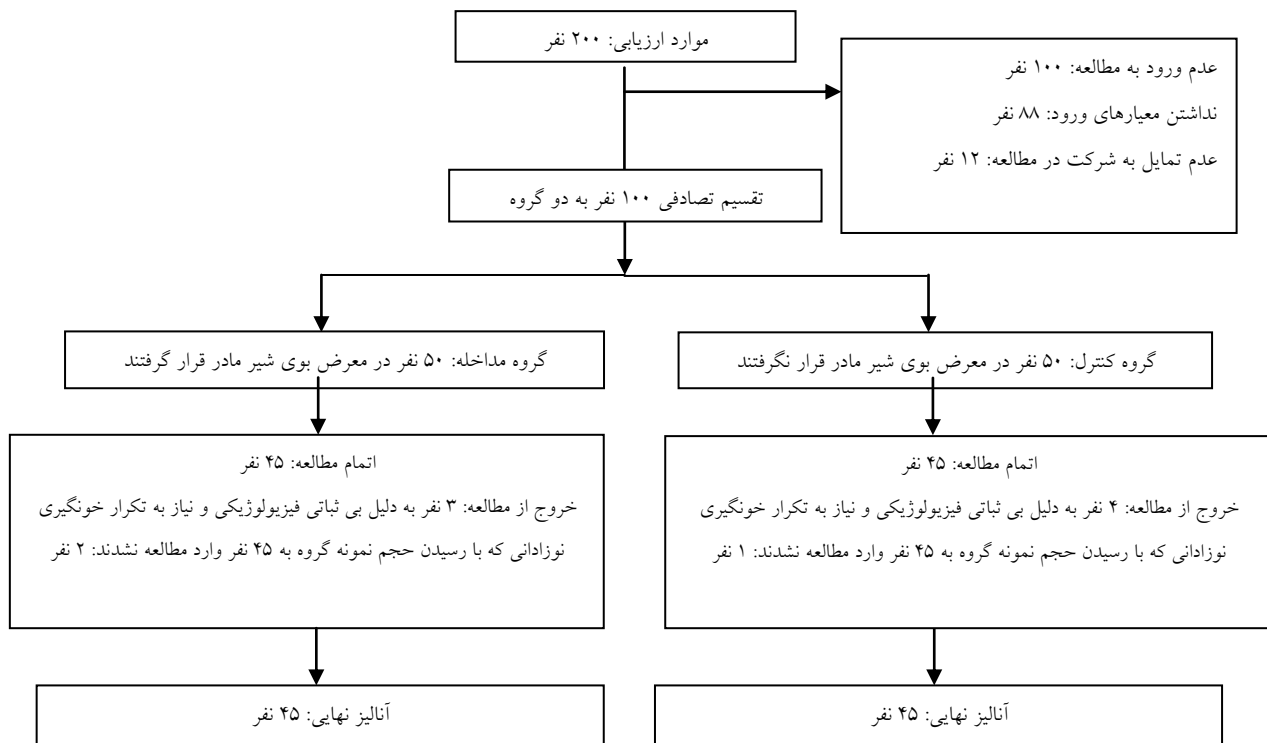 موارد ارزیابی: ۲۰۰ نفر
عدم ورود به مطالعه: ۱۰۰ نفر
نداشتن معیارهای ورود: ۸۸ نفر
عدم تمایل به شرکت در مطالعه: ۱۲ نفر
تقسیم تصادفی ۱۰۰ نفر به دو گروه
گروه کنترل: ۵۰ نفر در معرض بوی شیر مادر قرار نگرفتند
گروه مداخله: ۵۰ نفر در معرض بوی شیر مادر قرار گرفتند
اتمام مطالعه: ۴۵ نفر
خروج از مطالعه: ۴ نفر به دلیل بی ثباتی فیزیولوژیکی و نیاز به تکرار خونگیری
نوزادانی که با رسیدن حجم نمونه گروه به ۴۵ نفر وارد مطالعه نشدند: ۱ نفر
اتمام مطالعه: ۴۵ نفر
خروج از مطالعه: ۳ نفر به دلیل بی ثباتی فیزیولوژیکی و نیاز به تکرار خونگیری
نوزادانی که با رسیدن حجم نمونه گروه به ۴۵ نفر وارد مطالعه نشدند: ۲ نفر
آنالیز نهایی: ۴۵ نفر
آنالیز نهایی: ۴۵ نفر